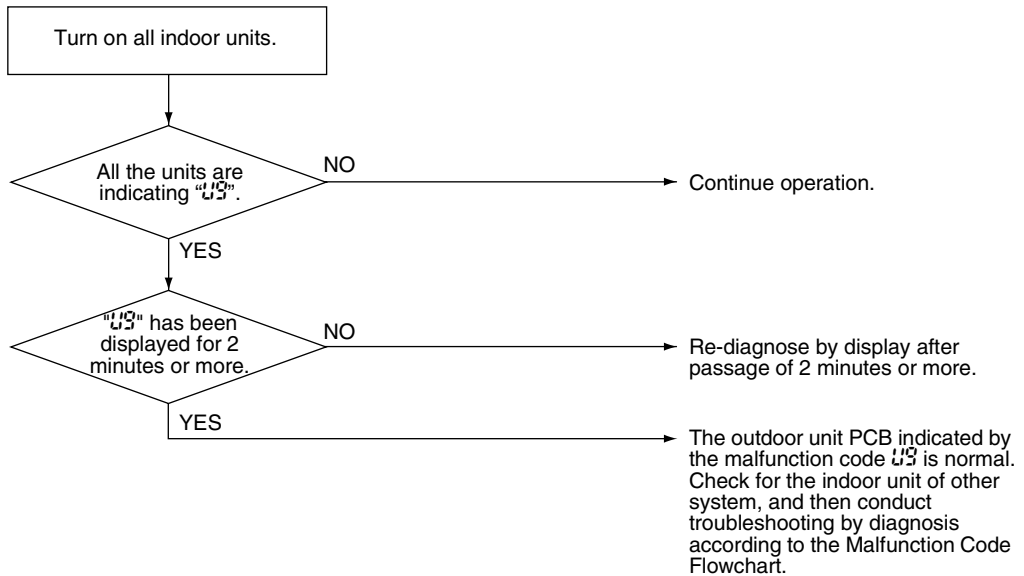 Turn on all indoor units.
All the units are
indicating “U9”.
NO
Continue operation.
YES
"U9" has been
displayed for 2
minutes or more.
NO
Re-diagnose by display after
passage of 2 minutes or more.
YES
The outdoor unit PCB indicated by
the malfunction code U9 is normal.
Check for the indoor unit of other
system, and then conduct
troubleshooting by diagnosis
according to the Malfunction Code
Flowchart.